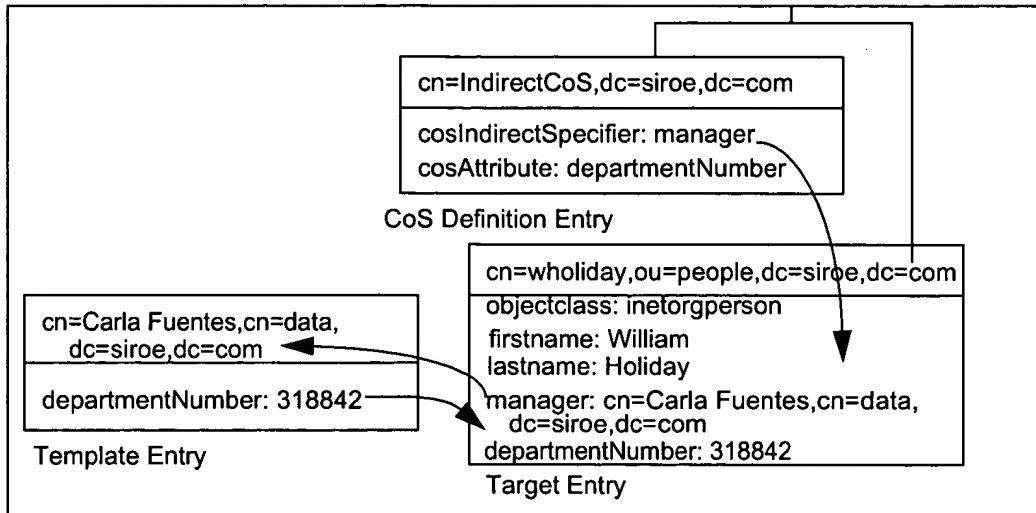 cn=IndirectCoS,dc=siroe,dc=com
cosIndirectSpecifier: manager
cosAttribute: departmentNumber
CoS Definition Entry
cn=wholiday,ou=people,dc=siroe,dc=com
objectclass: inetorgperson
firstname: William
lastname: Holiday
manager: cn=Carla Fuentes,cn=data,
dc=siroe,dc=com
departmentNumber: 318842
Target Entry
cn=Carla Fuentes,cn=data,
dc=siroe,dc=com
departmentNumber: 318842
Template Entry